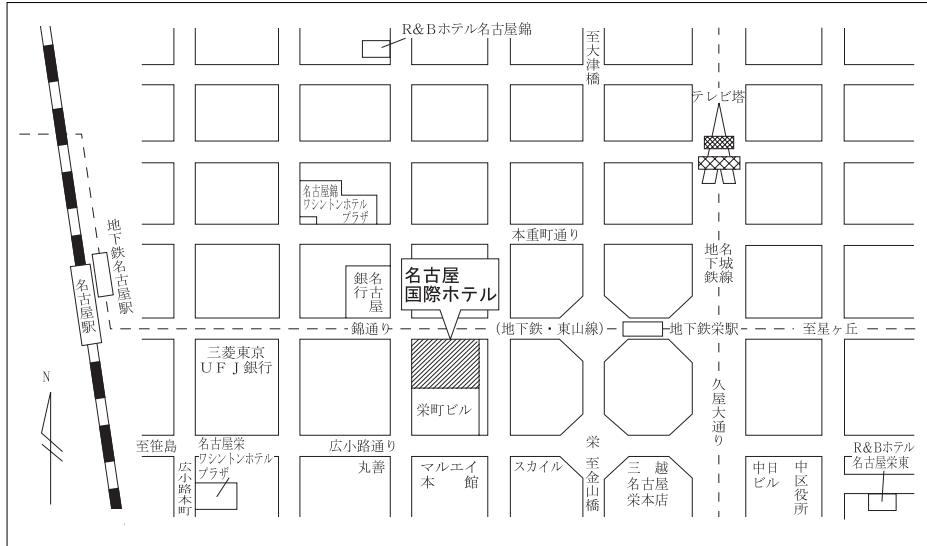 R&Bホテル名古屋錦
至大津橋
テレビ塔
名古屋錦
ワシントンホテル
プラザ
地下鉄名古屋駅
名古屋駅
本重町通り
名城線
地下鉄
名古屋
銀行
名古屋
国際ホテル
錦通り
(地下鉄・東山線)
地下鉄栄駅
至星ヶ丘
三菱東京
UFJ銀行
N
栄町ビル
久屋大通り
至笹島
名古屋栄
ワシントンホテル
プラザ
広小路通り
広小路本町
丸善
マルエイ
本館
スカイル
栄
至金山橋
三越
名古屋
栄本店
中日
ビル
中区役所
R&Bホテル
名古屋栄東